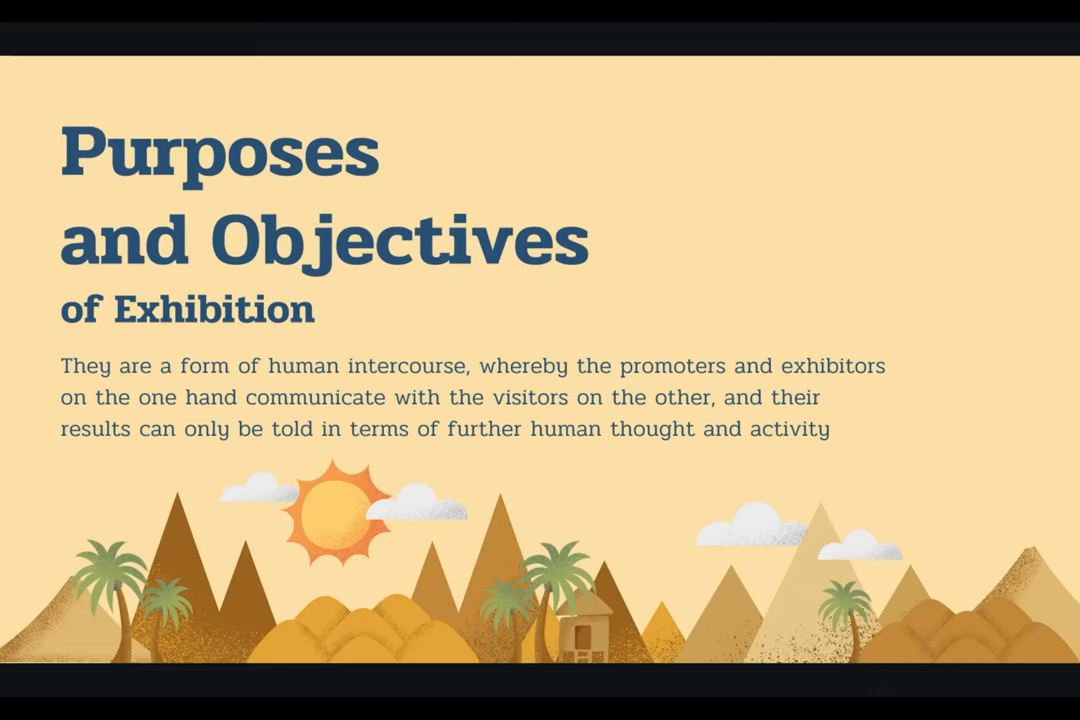 Purposes
and Objectives
of Exhibition
They are a form of human intercourse, whereby the promoters and exhibitors
on the one hand communicate with the visitors on the other, and their
results can only be told in terms of further human thought and activity